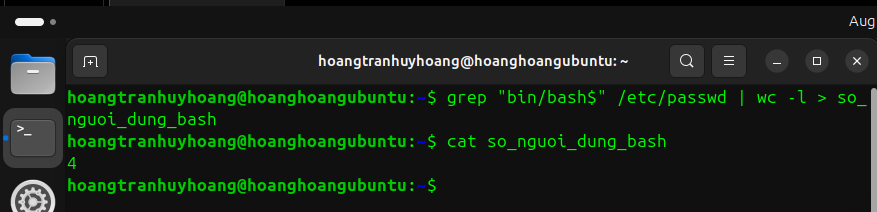 Aug
hoangtranhuyhoang@hoanghoangubuntu: ~
hoangtranhuyhoang@hoanghoangubuntu:~$ grep "bin/bash$" /etc/passwd | wc -l > so_
nguoi_dung_bash
hoangtranhuyhoang@hoanghoangubuntu:~$ cat so_nguoi_dung_bash
4
hoangtranhuyhoang@hoanghoangubuntu:~$